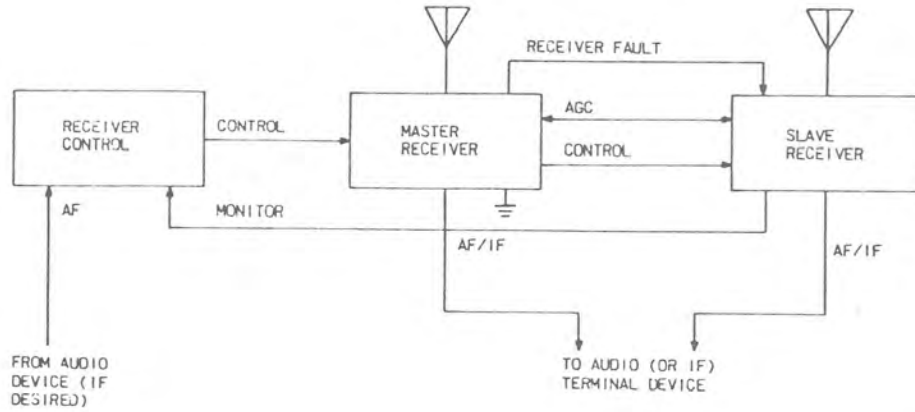 RECEIVER FAULT
RECEIVER
CONTROL
CONTROL
MASTER
RECEIVER
AGC
CONTROL
SLAVE
RECEIVER
AF
MONITOR
AF/IF
AF/IF
FROM AUDIO
DEVICE (IF
DESIRED)
TO AUDIO (OR IF)
TERMINAL DEVICE